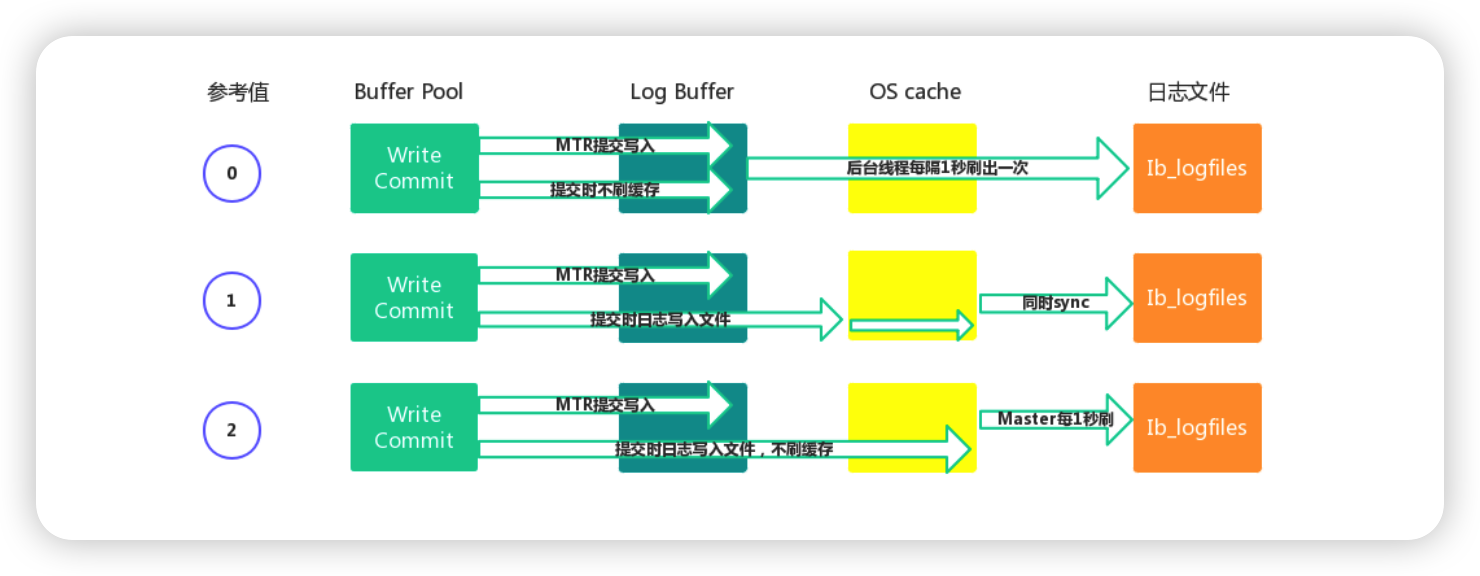 参考值 Buffer Pool Log Buffer OS cache 日志文件
0
Write
Commit
MTR提交写入
提交时不刷缓存
后台线程每隔1秒刷出一次
Ib_logfiles
1
Write
Commit
MTR提交写入
提交时日志写入文件
同时sync
Ib_logfiles
2
Write
Commit
MTR提交写入
提交时日志写入文件，不刷缓存
Master每1秒刷
Ib_logfiles